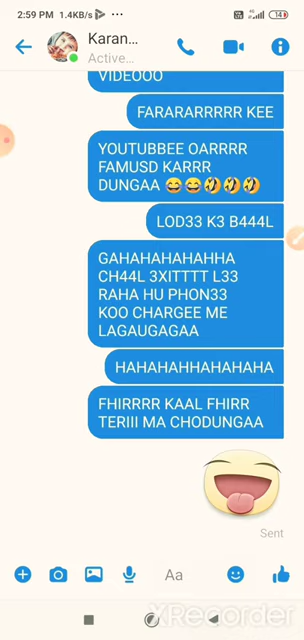 2:59 PM 1.4KB/s ...
4G
14
Karan...
Active...
VIDEOOO
FARARARRRRR KEE
YOUTUBBEE OARRRR
FAMUSD KARRR
DUNGAA 😂😂🤣🤣🤣
LOD33 K3 B444L
GAHAHAHAHAHHA
CH44L 3XITTTT L33
RAHA HU PHON33
KOO CHARGEE ME
LAGAUGAGAA
HAHAHAHHAHAHAHA
FHIRRRR KAAL FHIRR
TERIII MA CHODUNGAA
Sent
Aa
XRecorder